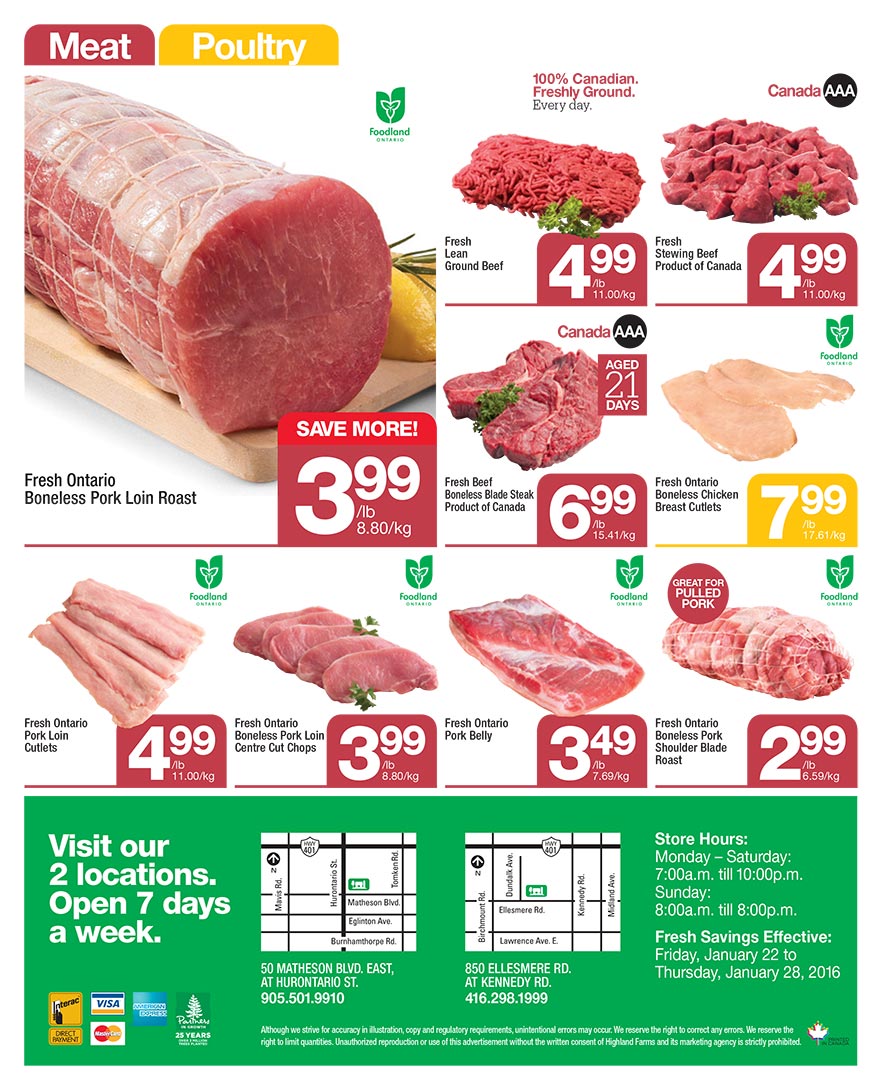 Meat
Poultry
Foodland
ONTARIO
SAVE MORE!
Fresh Ontario
Boneless Pork Loin Roast
3.99
/lb
8.80/kg
100% Canadian.
Freshly Ground.
Every day.
Fresh
Lean
Ground Beef
4.99
/lb
11.00/kg
Canada AAA
Fresh
Stewing Beef
Product of Canada
4.99
/lb
11.00/kg
Canada AAA
AGED
21
DAYS
Fresh Beef
Boneless Blade Steak
Product of Canada
6.99
/lb
15.41/kg
Foodland
ONTARIO
Fresh Ontario
Boneless Chicken
Breast Cutlets
7.99
/lb
17.61/kg
Foodland
ONTARIO
Fresh Ontario
Pork Loin
Cutlets
4.99
/lb
11.00/kg
Foodland
ONTARIO
Fresh Ontario
Boneless Pork Loin
Centre Cut Chops
3.99
/lb
8.80/kg
Foodland
ONTARIO
Fresh Ontario
Pork Belly
3.49
/lb
7.69/kg
GREAT FOR
PULLED
PORK
Foodland
ONTARIO
Fresh Ontario
Boneless Pork
Shoulder Blade
Roast
2.99
/lb
6.59/kg
Visit our
2 locations.
Open 7 days
a week.
Interac
DIRECT
PAYMENT
VISA
MasterCard
AMERICAN
EXPRESS
Partners
IN GROWTH
25 YEARS
OVER 2 MILLION
TREES PLANTED
HWY
401
N
Mavis Rd.
Hurontario St.
Tomken Rd.
Matheson Blvd.
Eglinton Ave.
Burnhamthorpe Rd.
50 MATHESON BLVD. EAST,
AT HURONTARIO ST.
905.501.9910
HWY
401
N
Birchmount Rd.
Dundalk Ave.
Kennedy Rd.
Midland Ave.
Ellesmere Rd.
Lawrence Ave. E.
850 ELLESMERE RD.
AT KENNEDY RD.
416.298.1999
Store Hours:
Monday – Saturday:
7:00a.m. till 10:00p.m.
Sunday:
8:00a.m. till 8:00p.m.
Fresh Savings Effective:
Friday, January 22 to
Thursday, January 28, 2016
Although we strive for accuracy in illustration, copy and regulatory requirements, unintentional errors may occur. We reserve the right to correct any errors. We reserve the
right to limit quantities. Unauthorized reproduction or use of this advertisement without the written consent of Highland Farms and its marketing agency is strictly prohibited.
PRINTED
IN CANADA